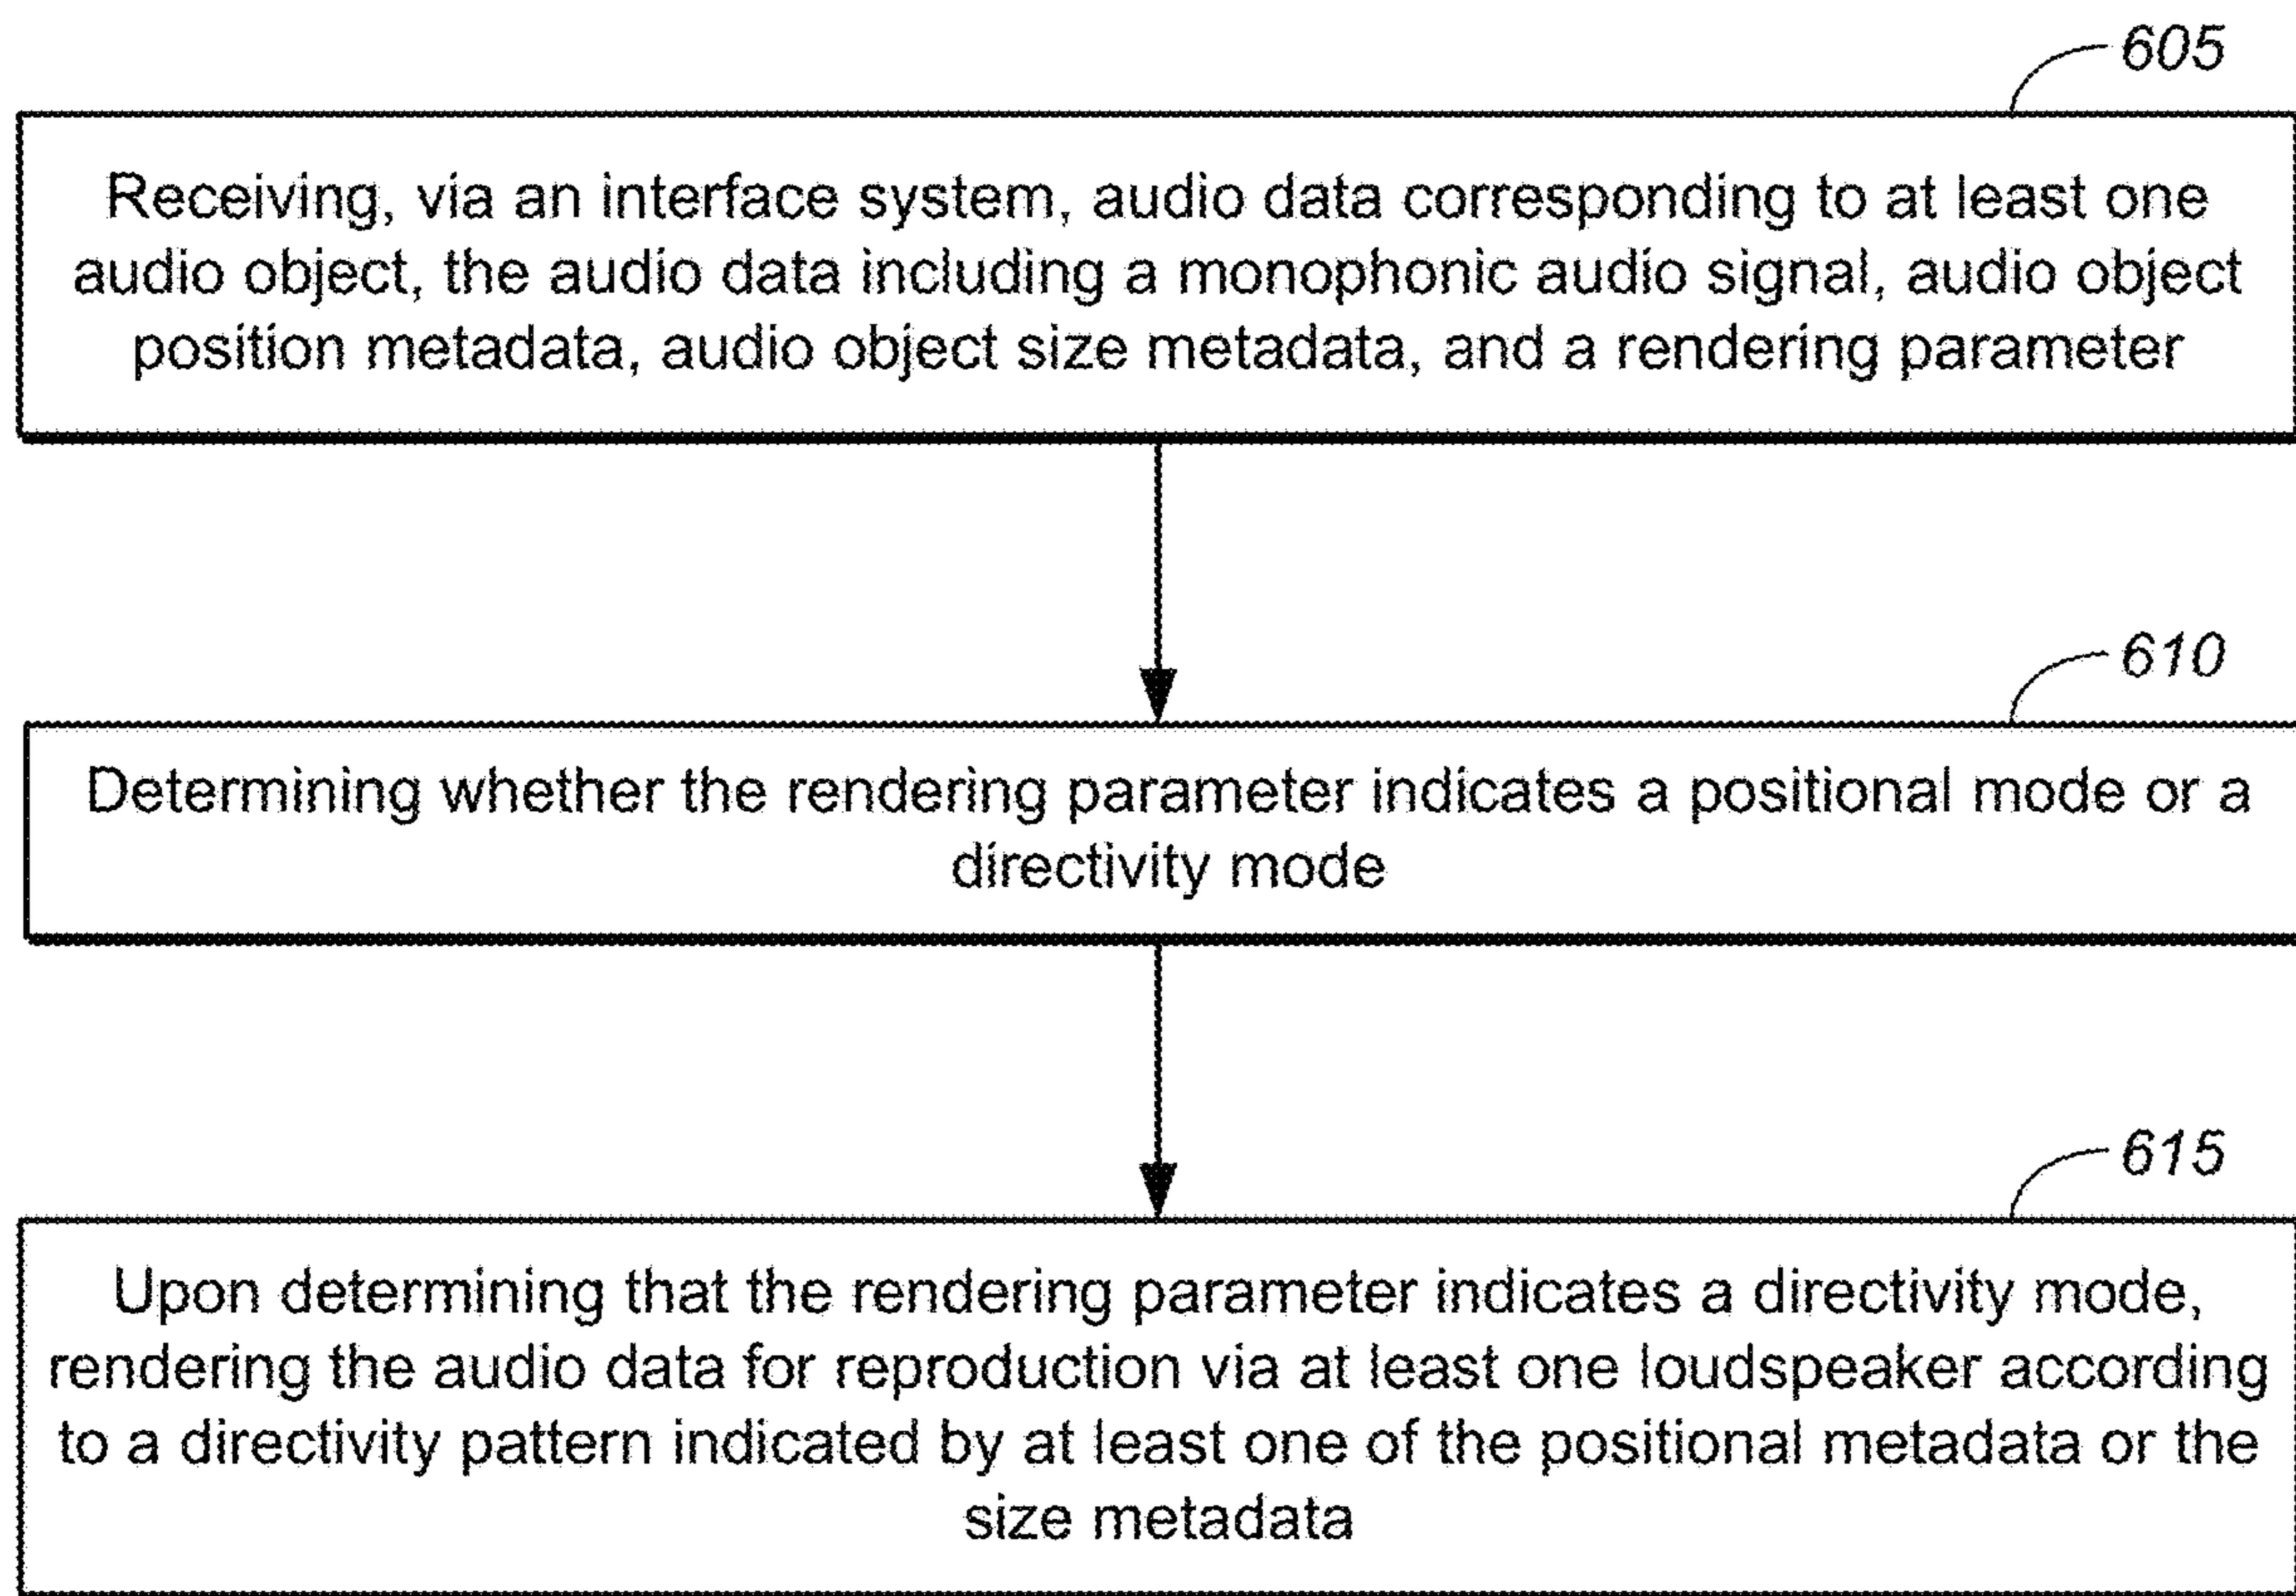 605
Receiving, via an interface system, audio data corresponding to at least one
audio object, the audio data including a monophonic audio signal, audio object
position metadata, audio object size metadata, and a rendering parameter
610
Determining whether the rendering parameter indicates a positional mode or a
directivity mode
615
Upon determining that the rendering parameter indicates a directivity mode,
rendering the audio data for reproduction via at least one loudspeaker according
to a directivity pattern indicated by at least one of the positional metadata or the
size metadata